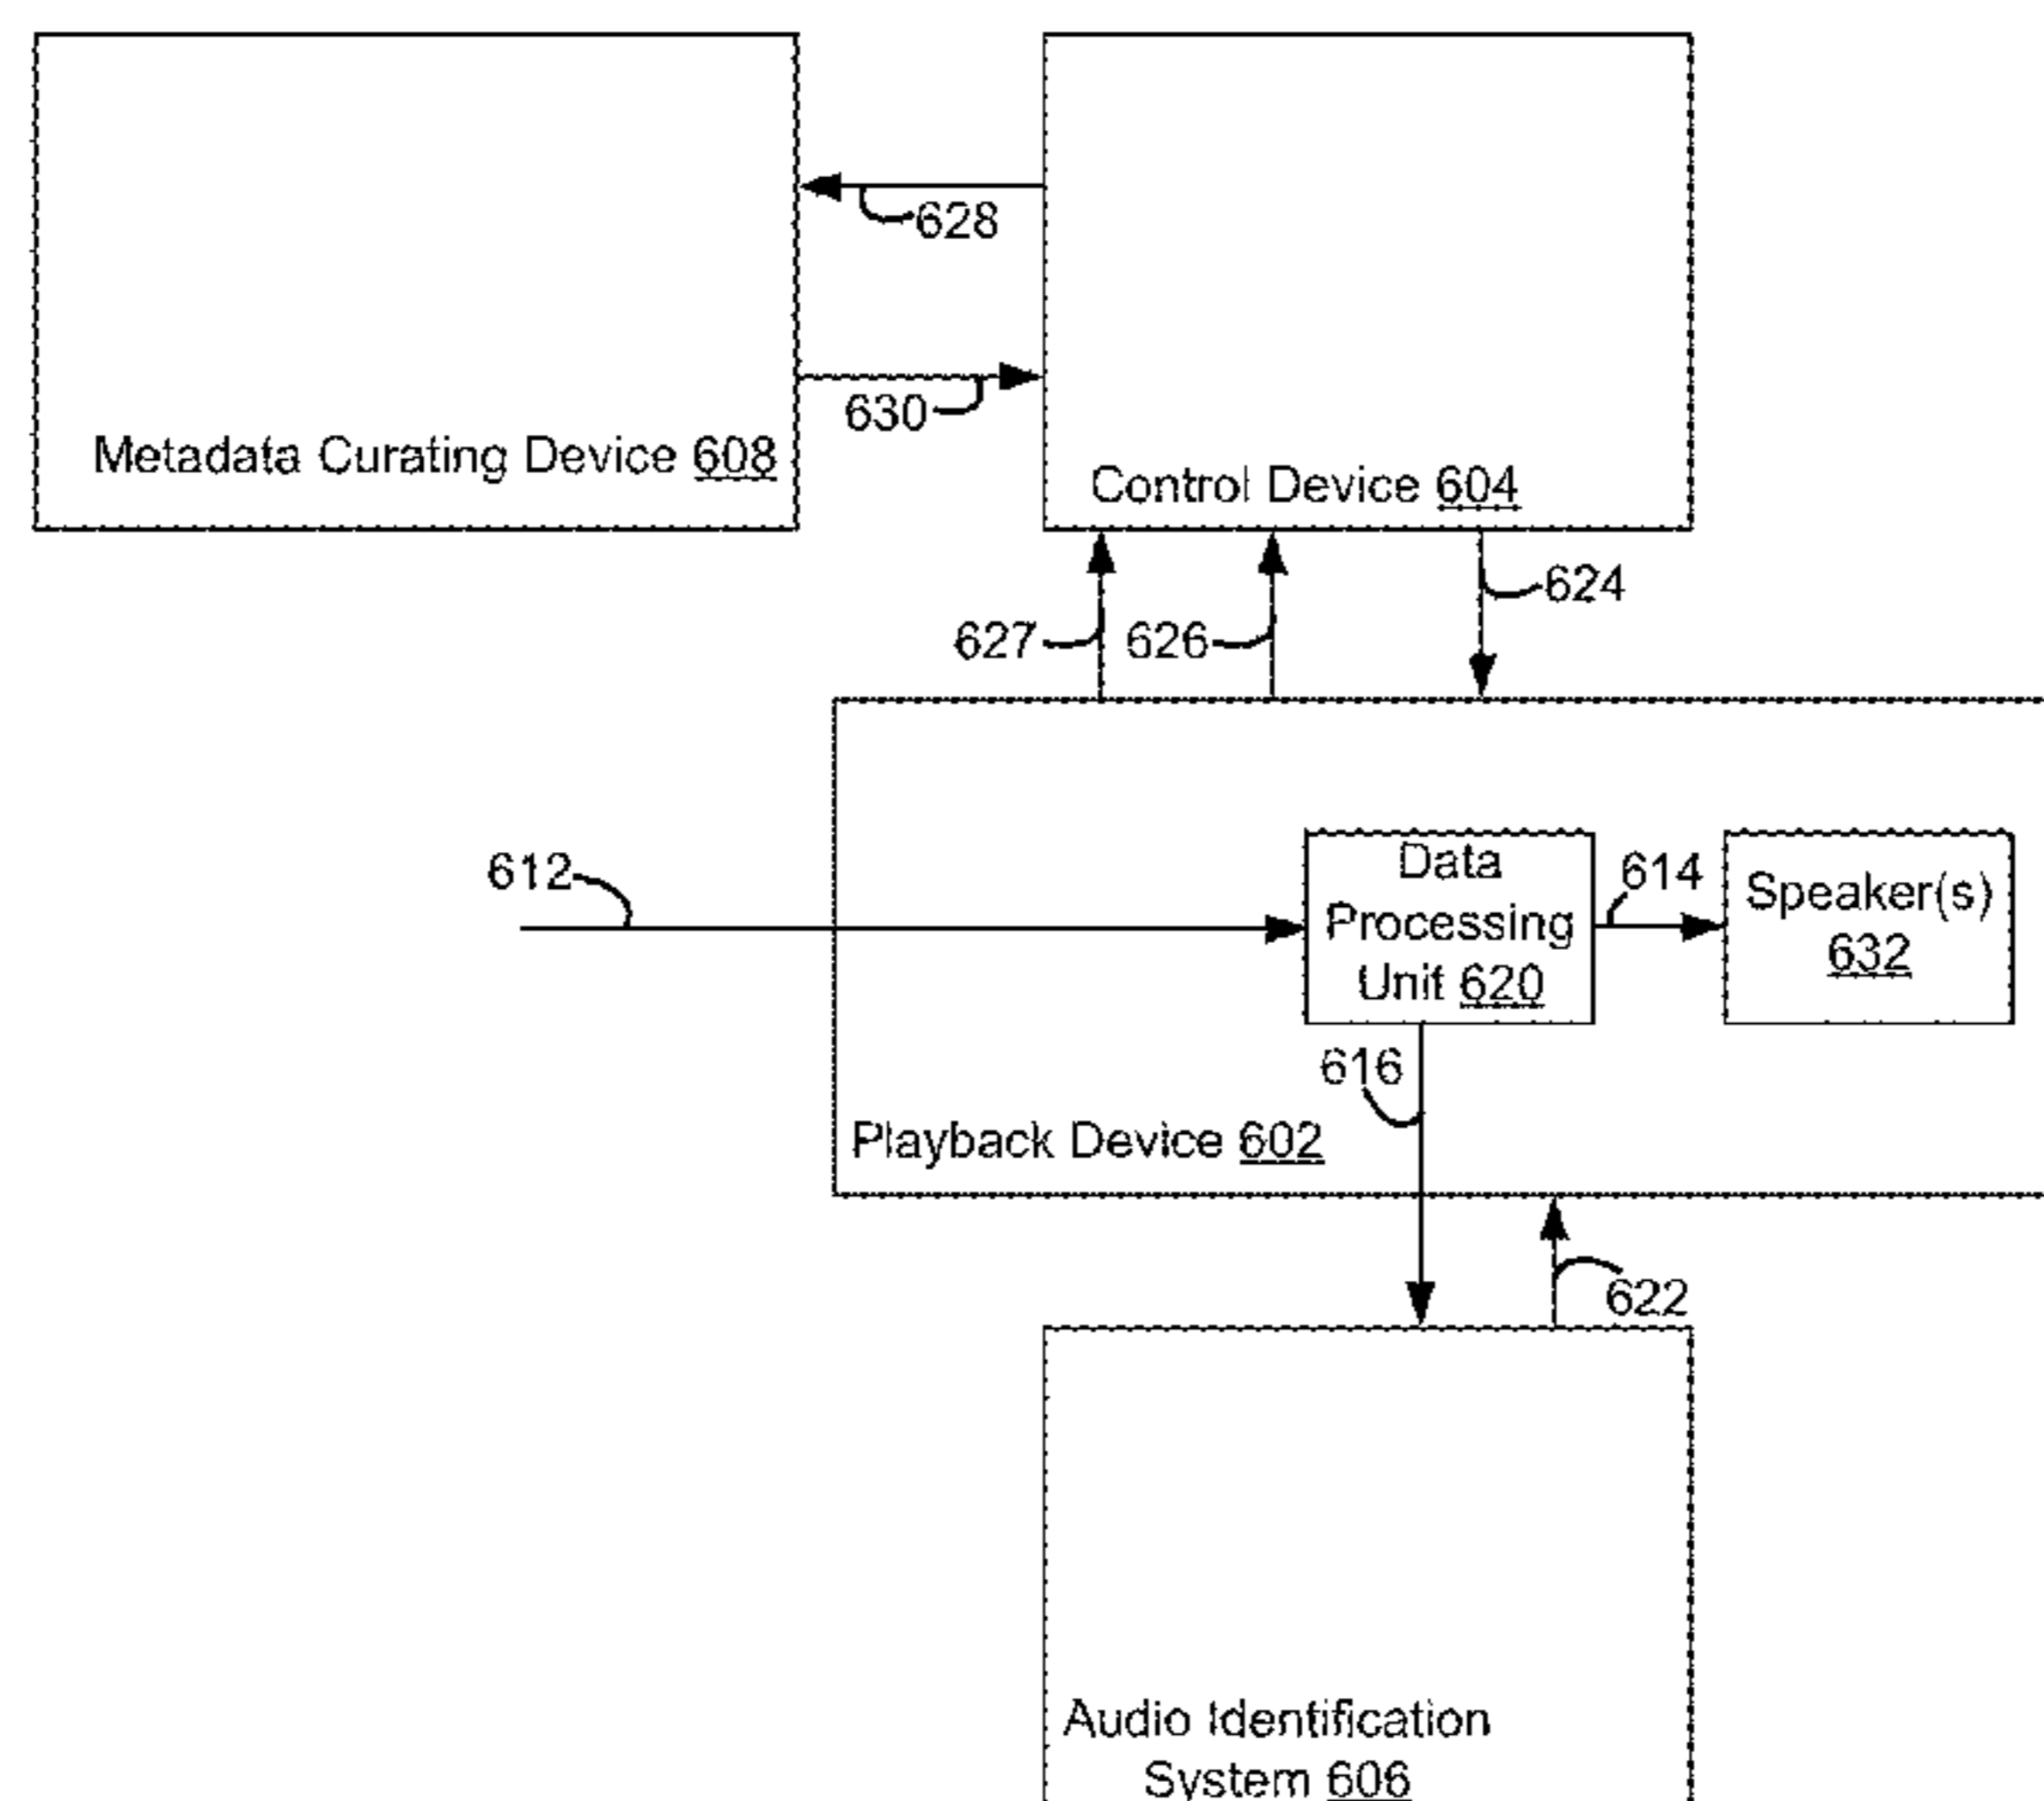 628
630
Metadata Curating Device 608
Control Device 604
624
627
626
612
Data
Processing
Unit 620
614
Speaker(s)
632
616
Playback Device 602
622
Audio Identification
System 606